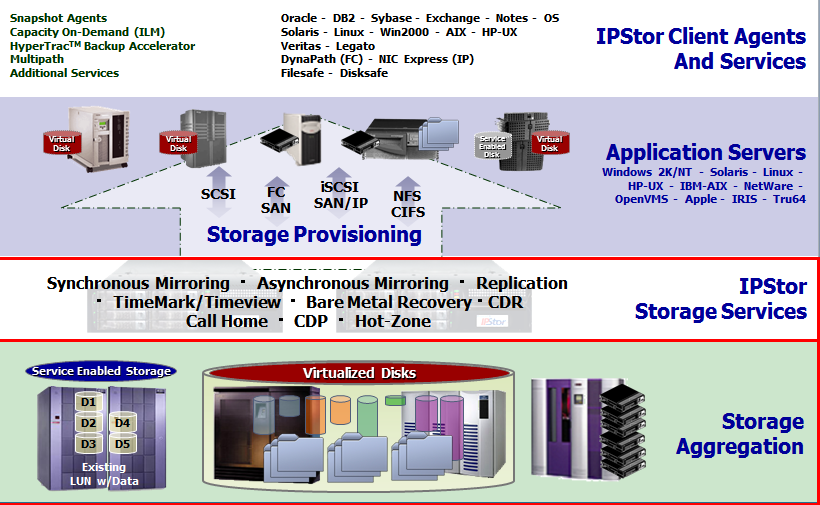 Snapshot Agents
Capacity On-Demand (ILM)
HyperTrac™ Backup Accelerator
Multipath
Additional Services
Oracle - DB2 - Sybase - Exchange - Notes - OS
Solaris - Linux - Win2000 - AIX - HP-UX
Veritas - Legato
DynaPath (FC) - NIC Express (IP)
Filesafe - Disksafe
IPStor Client Agents
And Services
Virtual
Disk
Virtual
Disk
Service
Enabled
Disk
Virtual
Disk
SCSI
FC
SAN
iSCSI
SAN/IP
NFS
CIFS
Storage Provisioning
Application Servers
Windows 2K/NT - Solaris - Linux -
HP-UX - IBM-AIX - NetWare -
OpenVMS - Apple - IRIS - Tru64
Synchronous Mirroring · Asynchronous Mirroring · Replication
· TimeMark/Timeview · Bare Metal Recovery · CDR
Call Home · CDP · Hot-Zone
IPStor
IPStor
Storage Services
Service Enabled Storage
D1
D2 D4
D3 D5
Existing
LUN w/Data
Virtualized Disks
Storage
Aggregation